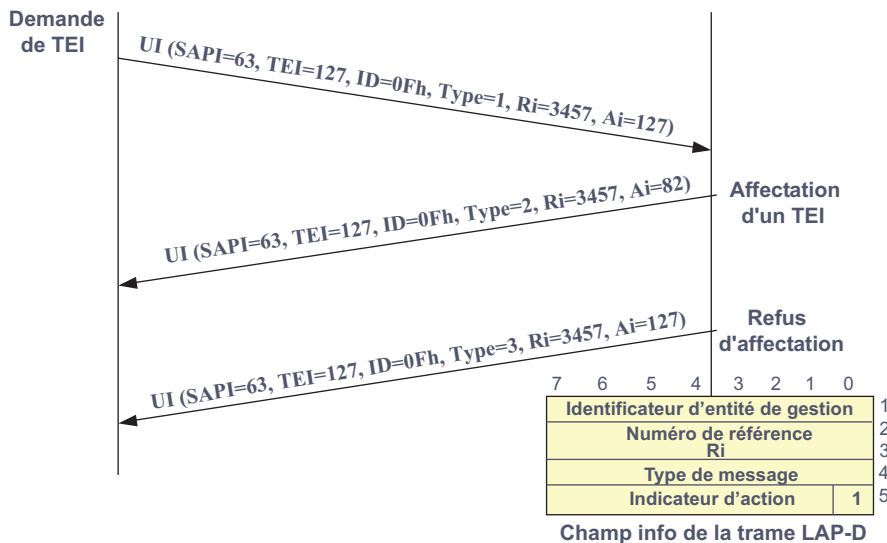 Demande
de TEI
UI (SAPI=63, TEI=127, ID=0Fh, Type=1, Ri=3457, Ai=127)
Affectation
d'un TEI
UI (SAPI=63, TEI=127, ID=0Fh, Type=2, Ri=3457, Ai=82)
Refus
d'affectation
UI (SAPI=63, TEI=127, ID=0Fh, Type=3, Ri=3457, Ai=127)
7 6 5 4 3 2 1 0
Identificateur d’entité de gestion 1
Numéro de référence 2
Ri 3
Type de message 4
Indicateur d’action 1 5
Champ info de la trame LAP-D